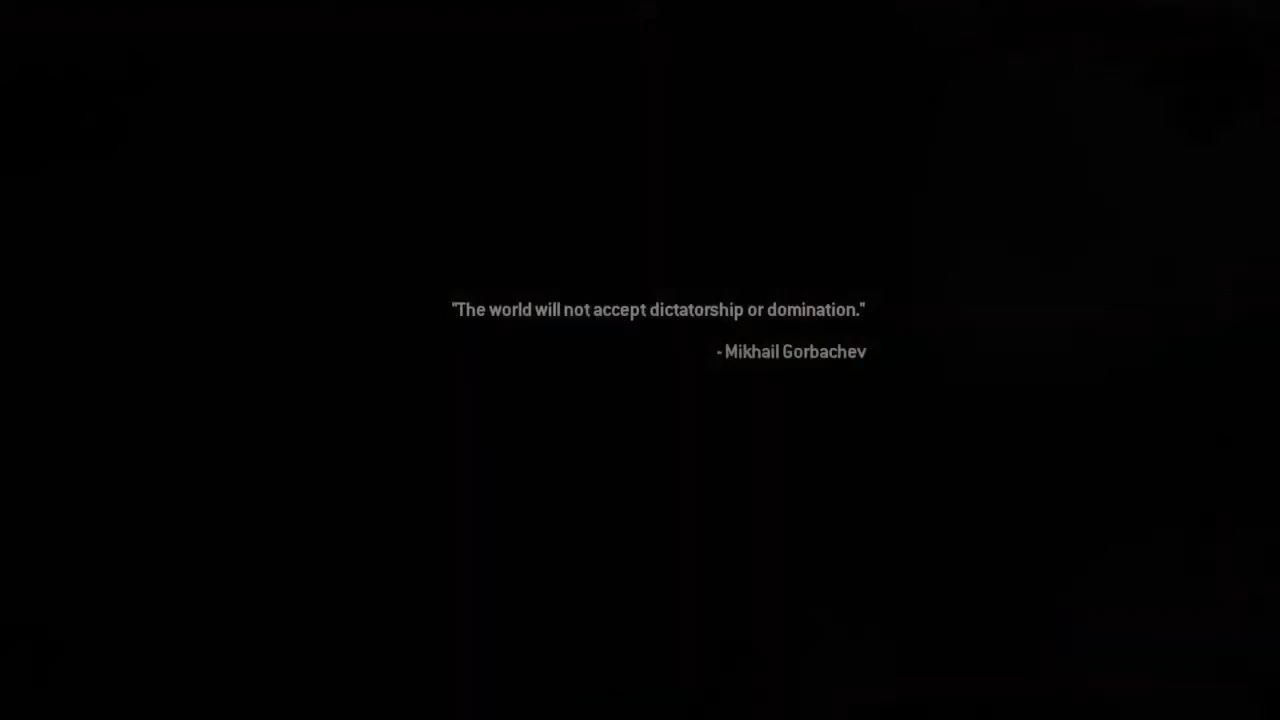 "The world will not accept dictatorship or domination."
- Mikhail Gorbachev